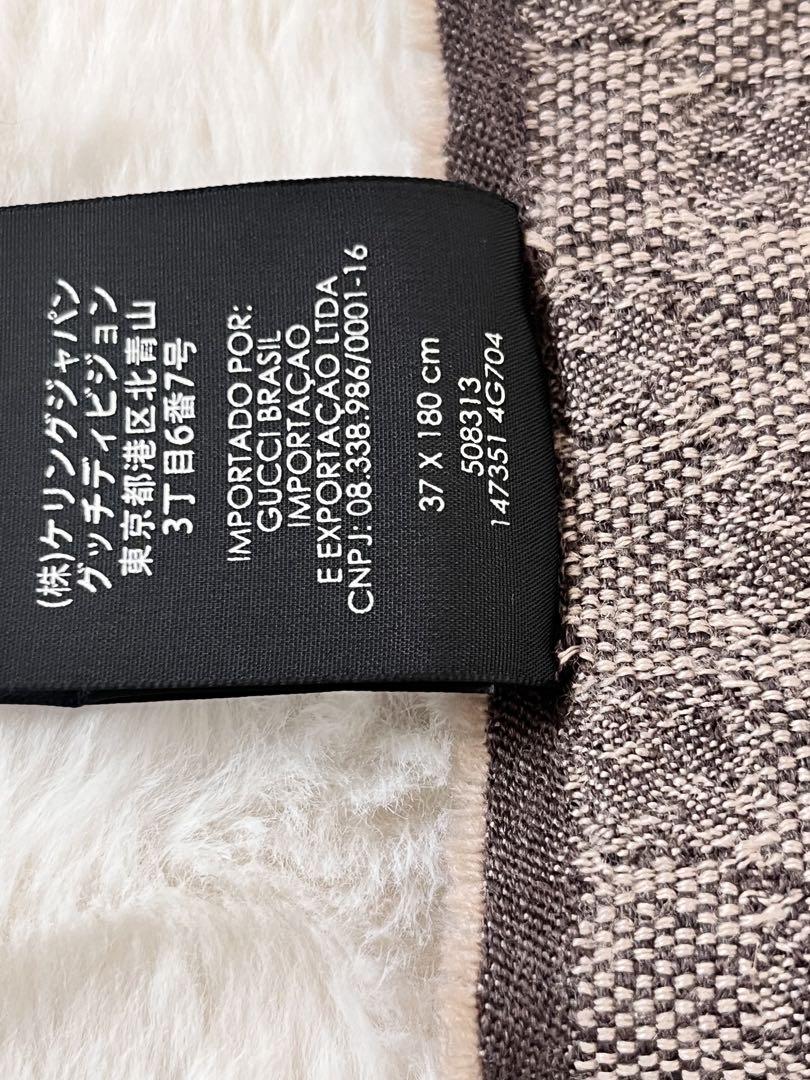 (株)ケリングジャパン
グッチディビジョン
東京都港区北青山
3丁目6番7号
IMPORTADO POR:
GUCCI BRASIL
IMPORTAÇAO
E EXPORTAÇAO LTDA
CNPJ: 08.338.986/0001-16
37 X 180 cm
508313
147351 4G704